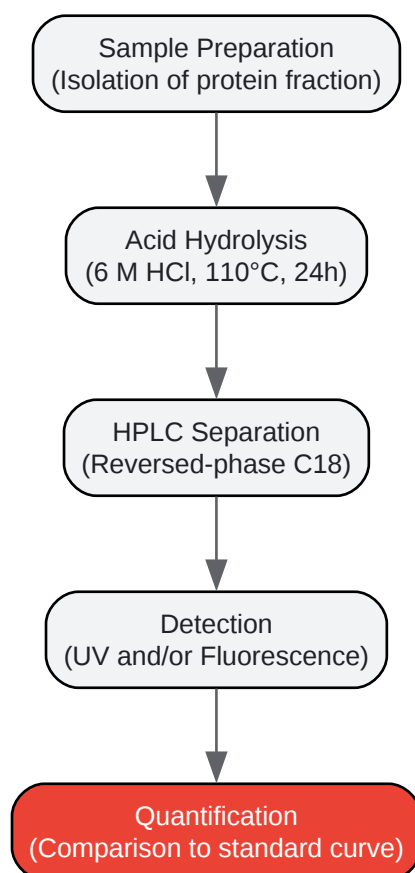 Sample Preparation
(Isolation of protein fraction)
Acid Hydrolysis
(6 M HCl, 110°C, 24h)
HPLC Separation
(Reversed-phase C18)
Detection
(UV and/or Fluorescence)
Quantification
(Comparison to standard curve)